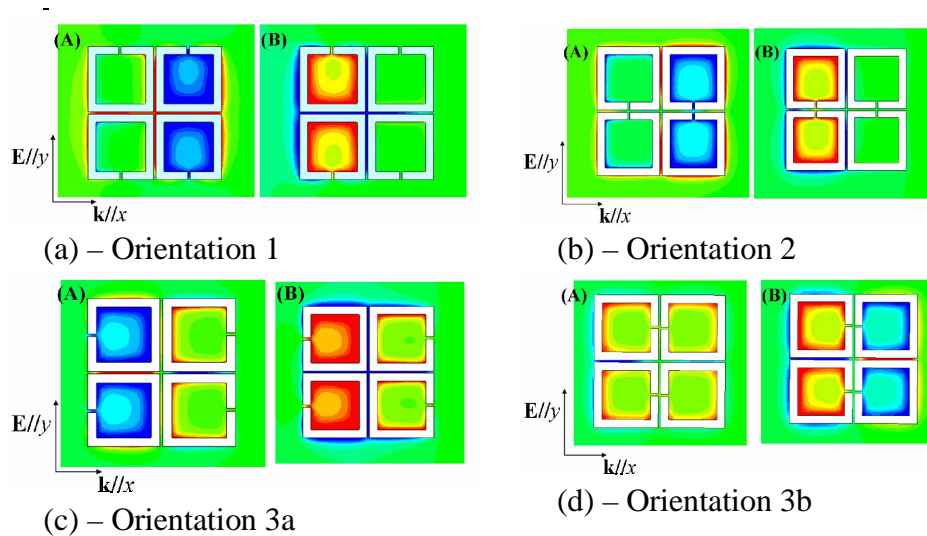 (A) (B)
E//y
k//x
(a) – Orientation 1
(A) (B)
E//y
k//x
(b) – Orientation 2
(A) (B)
E//y
k//x
(c) – Orientation 3a
(A) (B)
E//y
k//x
(d) – Orientation 3b